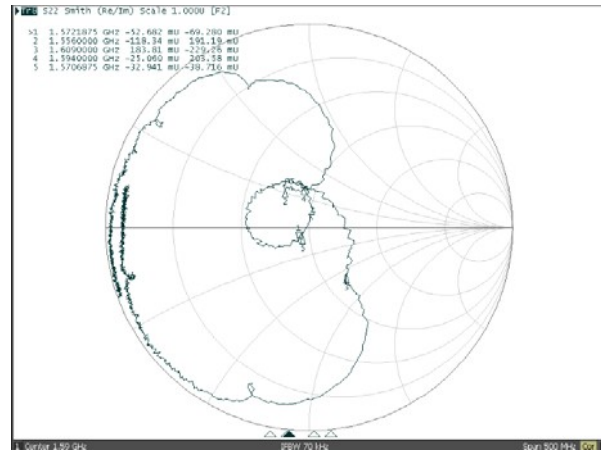 Tr3 S22 Smith (Re/Im) Scale 1.000U [F2]
>1 1.5721875 GHz -52.682 mU -69.280 mU
2 1.5560000 GHz -118.34 mU 191.19 mU
3 1.6090000 GHz 183.81 mU -229.26 mU
4 1.5940000 GHz -25.060 mU 203.58 mU
5 1.5706875 GHz -32.941 mU -38.716 mU
1 Center 1.59 GHz IFBW 70 kHz Span 500 MHz Cor